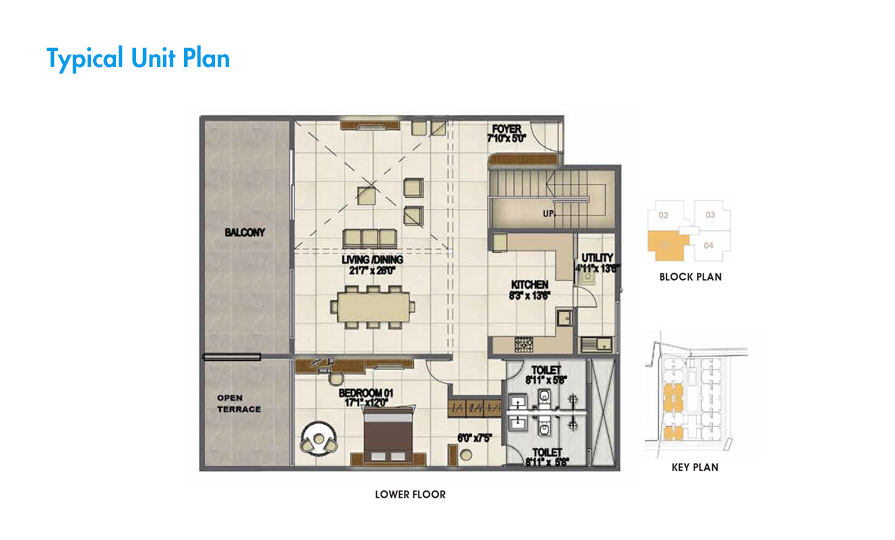 Typical Unit Plan
FOYER
7'10"x 5'0"
UP
BALCONY
LIVING /DINING
21'7" x 26'0"
KITCHEN
8'3" x 13'6"
UTILITY
4'11"x 13'6"
OPEN
TERRACE
BEDROOM 01
17'1" x12'0"
6'0" x7'5"
TOILET
8'11" x 5'8"
TOILET
8'11" x 5'8"
LOWER FLOOR
02
03
04
BLOCK PLAN
KEY PLAN